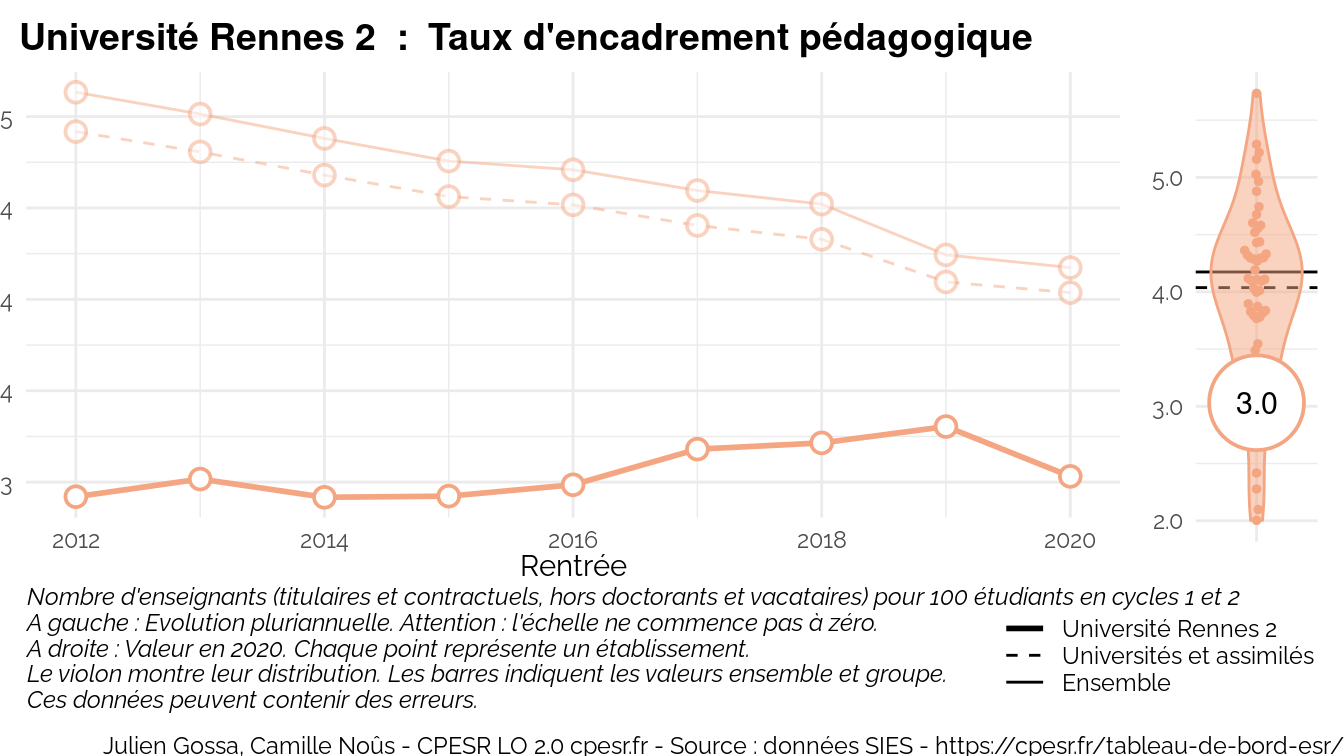 Université Rennes 2  :  Taux d'encadrement pédagogique
5
4
4
4
3
2012 2014 2016 2018 2020
Rentrée
5.0
4.0
3.0
2.0
3.0
Nombre d'enseignants (titulaires et contractuels, hors doctorants et vacataires) pour 100 étudiants en cycles 1 et 2
A gauche : Evolution pluriannuelle. Attention : l'échelle ne commence pas à zéro.
A droite : Valeur en 2020. Chaque point représente un établissement.
Le violon montre leur distribution. Les barres indiquent les valeurs ensemble et groupe.
Ces données peuvent contenir des erreurs.
Université Rennes 2
Universités et assimilés
Ensemble
Julien Gossa, Camille Noûs - CPESR LO 2.0 cpesr.fr - Source : données SIES - https://cpesr.fr/tableau-de-bord-esr/